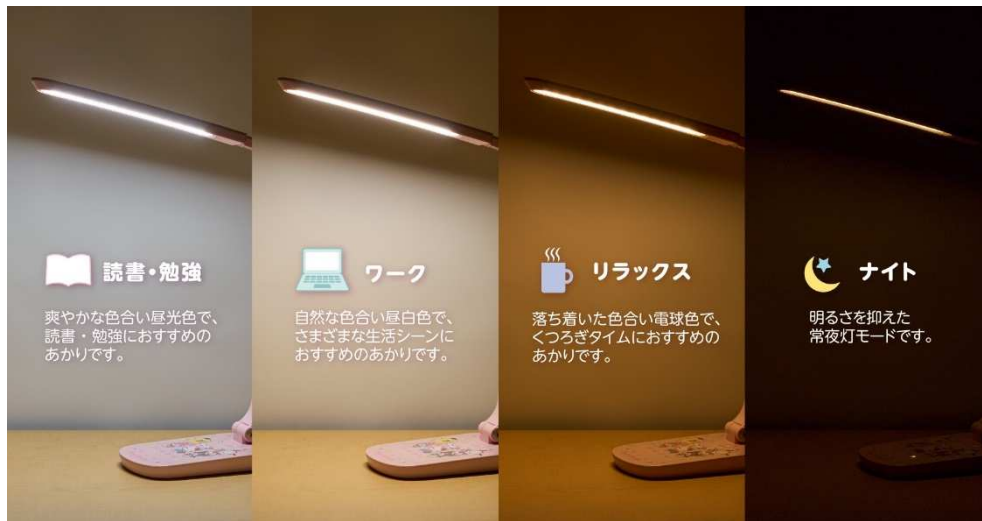 読書・勉強
爽やかな色合い昼光色で、
読書・勉強におすすめの
あかりです。
ワーク
自然な色合い昼白色で、
さまざまな生活シーンに
おすすめのあかりです。
リラックス
落ち着いた色合い電球色で、
くつろぎタイムにおすすめの
あかりです。
ナイト
明るさを抑えた
常夜灯モードです。